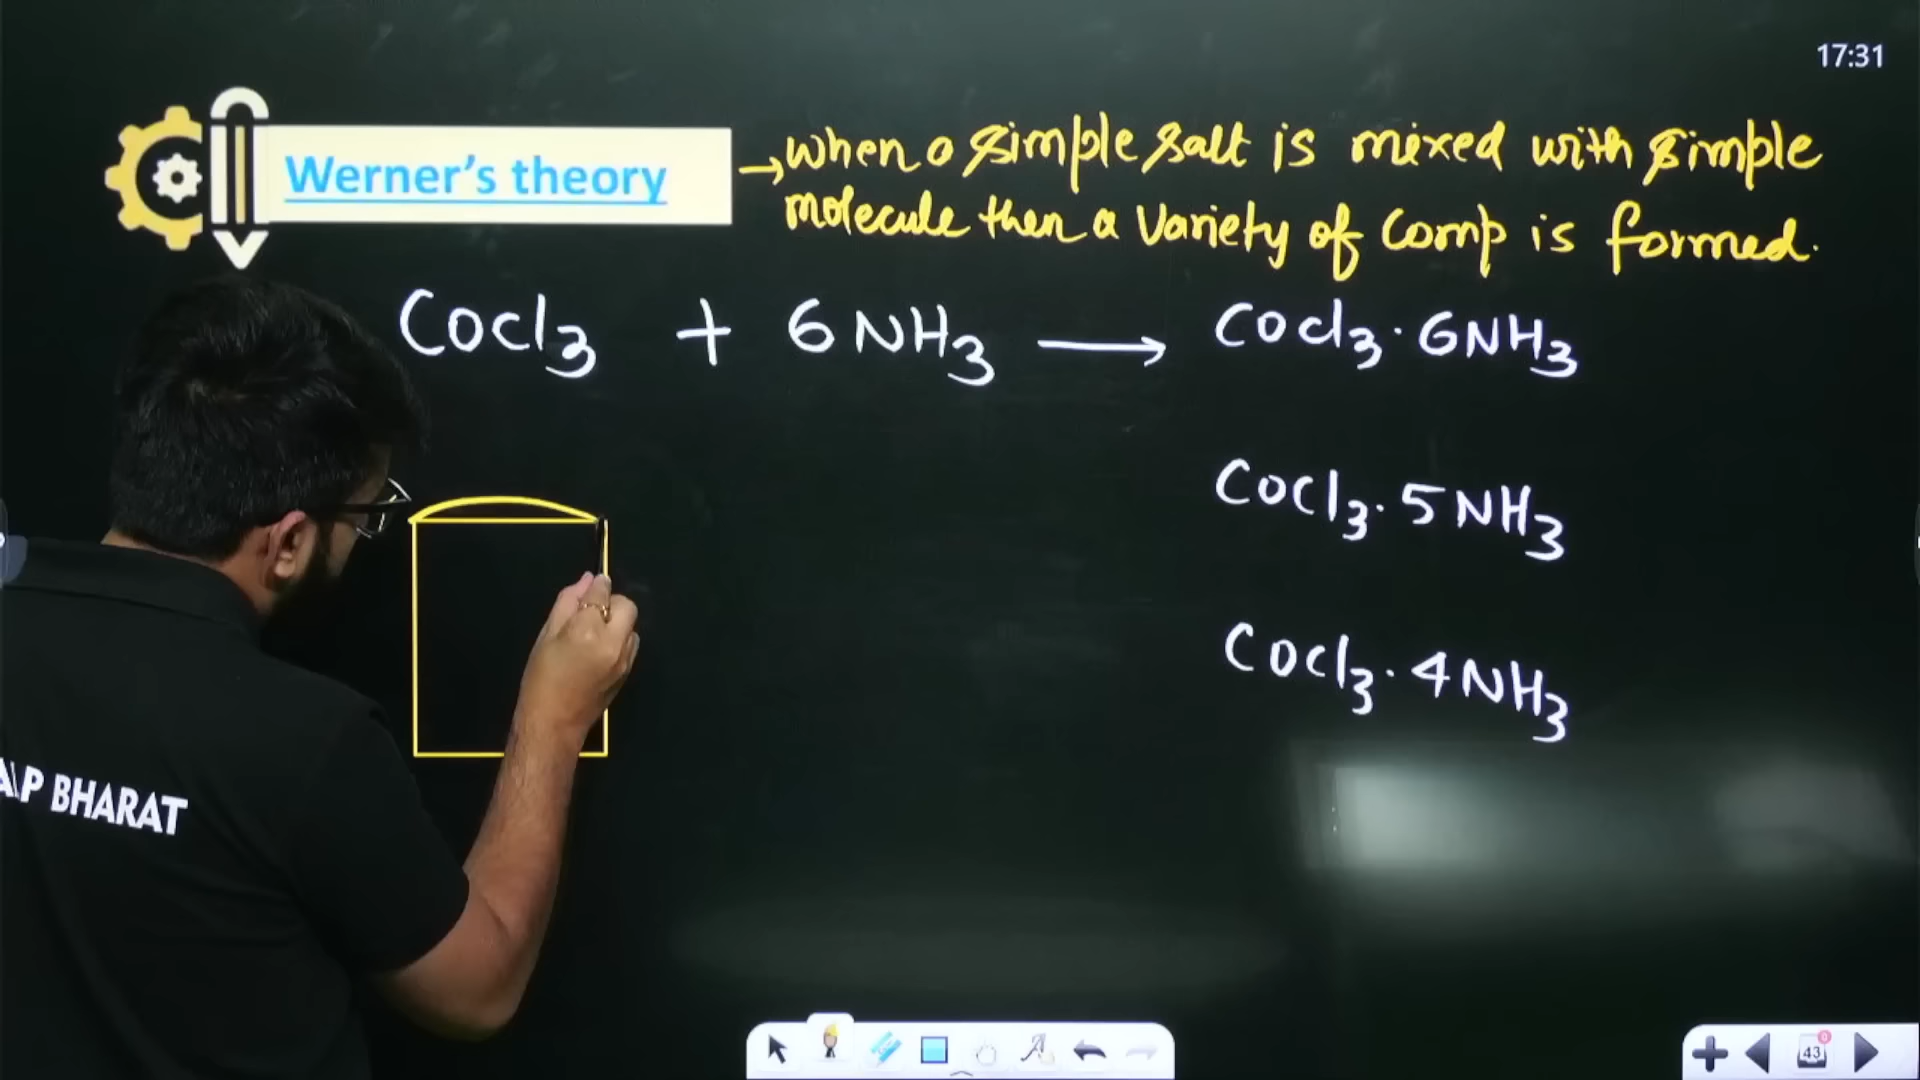 17:31
Werner's theory
→ when a simple salt is mixed with simple
molecule then a variety of comp is formed.
CoCl3 + 6NH3 → CoCl3·6NH3
CoCl3·5NH3
CoCl3·4NH3
BHARAT
43